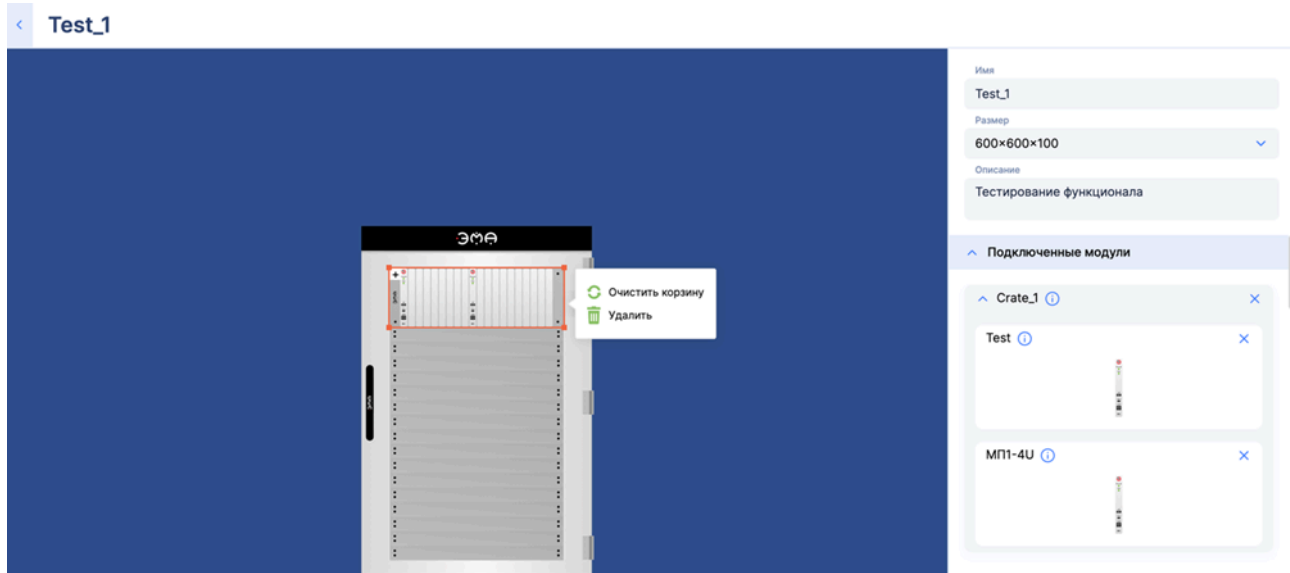 Test_1
Имя
Test_1
Размер
600×600×100
Описание
Тестирование функционала
Подключенные модули
Crate_1
Test
МП1-4U
ЭМА
Очистить корзину
Удалить